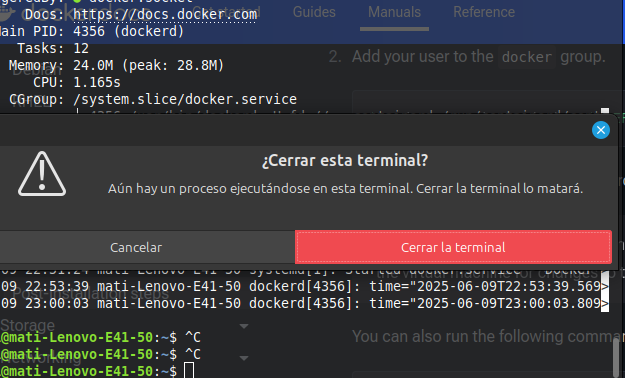 Docs: https://docs.docker.com
Guides
Manuals
Reference
Main PID: 4356 (dockerd)
Tasks: 12
2. Add your user to the docker group.
Memory: 24.0M (peak: 28.8M)
CPU: 1.165s
CGroup: /system.slice/docker.service
¿Cerrar esta terminal?
Aún hay un proceso ejecutándose en esta terminal. Cerrar la terminal lo matará.
Cancelar
Cerrar la terminal
09 22:53:39 mati-Lenovo-E41-50 dockerd[4356]: time="2025-06-09T22:53:39.569>
09 23:00:03 mati-Lenovo-E41-50 dockerd[4356]: time="2025-06-09T23:00:03.809>
Storage
@mati-Lenovo-E41-50:~$ ^C
You can also run the following comma
@mati-Lenovo-E41-50:~$ ^C
@mati-Lenovo-E41-50:~$